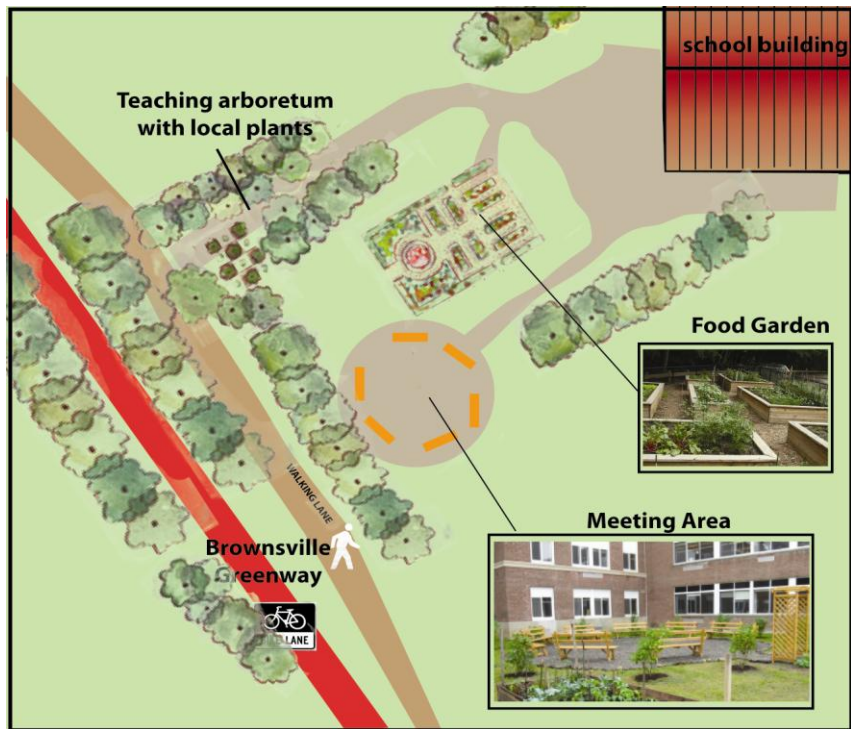 school building
Teaching arboretum
with local plants
Food Garden
WALKING LANE
Meeting Area
Brownsville
Greenway
LANE